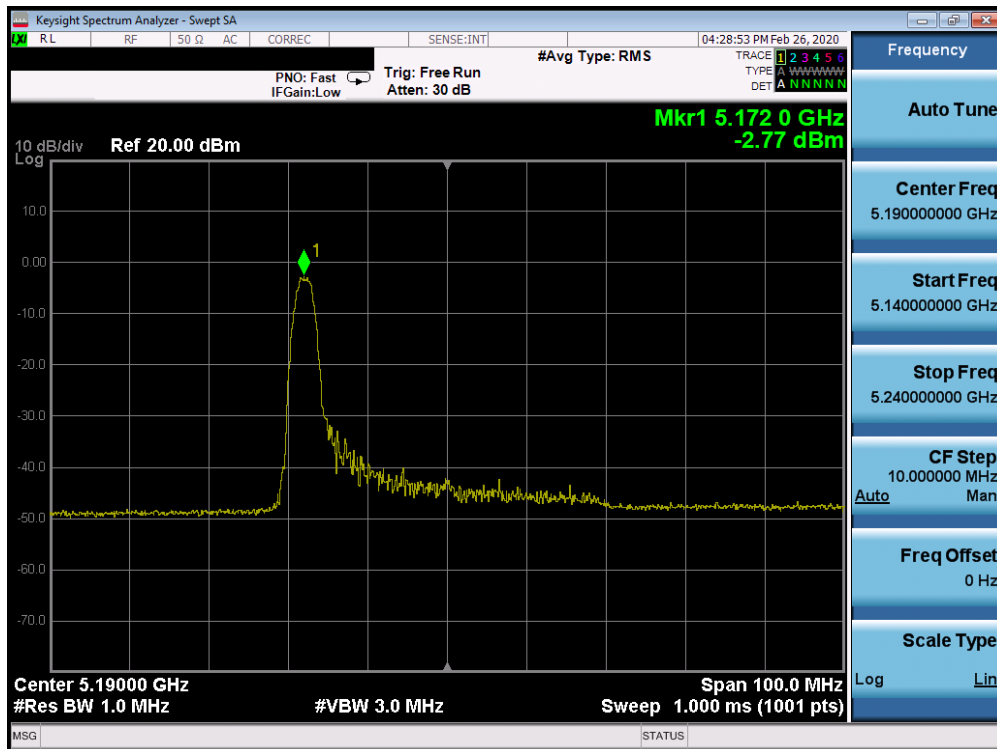 Keysight Spectrum Analyzer - Swept SA
LXI RL RF 50 Ω AC CORREC SENSE:INT 04:28:53 PM Feb 26, 2020
#Avg Type: RMS TRACE 1 2 3 4 5 6
PNO: Fast Trig: Free Run TYPE A WWWWW
IFGain:Low Atten: 30 dB DET A N N N N N
Mkr1 5.172 0 GHz
-2.77 dBm
10 dB/div Ref 20.00 dBm
Log
10.0
1
0.00
-10.0
-20.0
-30.0
-40.0
-50.0
-60.0
-70.0
Center 5.19000 GHz Span 100.0 MHz
#Res BW 1.0 MHz #VBW 3.0 MHz Sweep 1.000 ms (1001 pts)
MSG STATUS
Frequency
Auto Tune
Center Freq
5.190000000 GHz
Start Freq
5.140000000 GHz
Stop Freq
5.240000000 GHz
CF Step
10.000000 MHz
Auto Man
Freq Offset
0 Hz
Scale Type
Log Lin